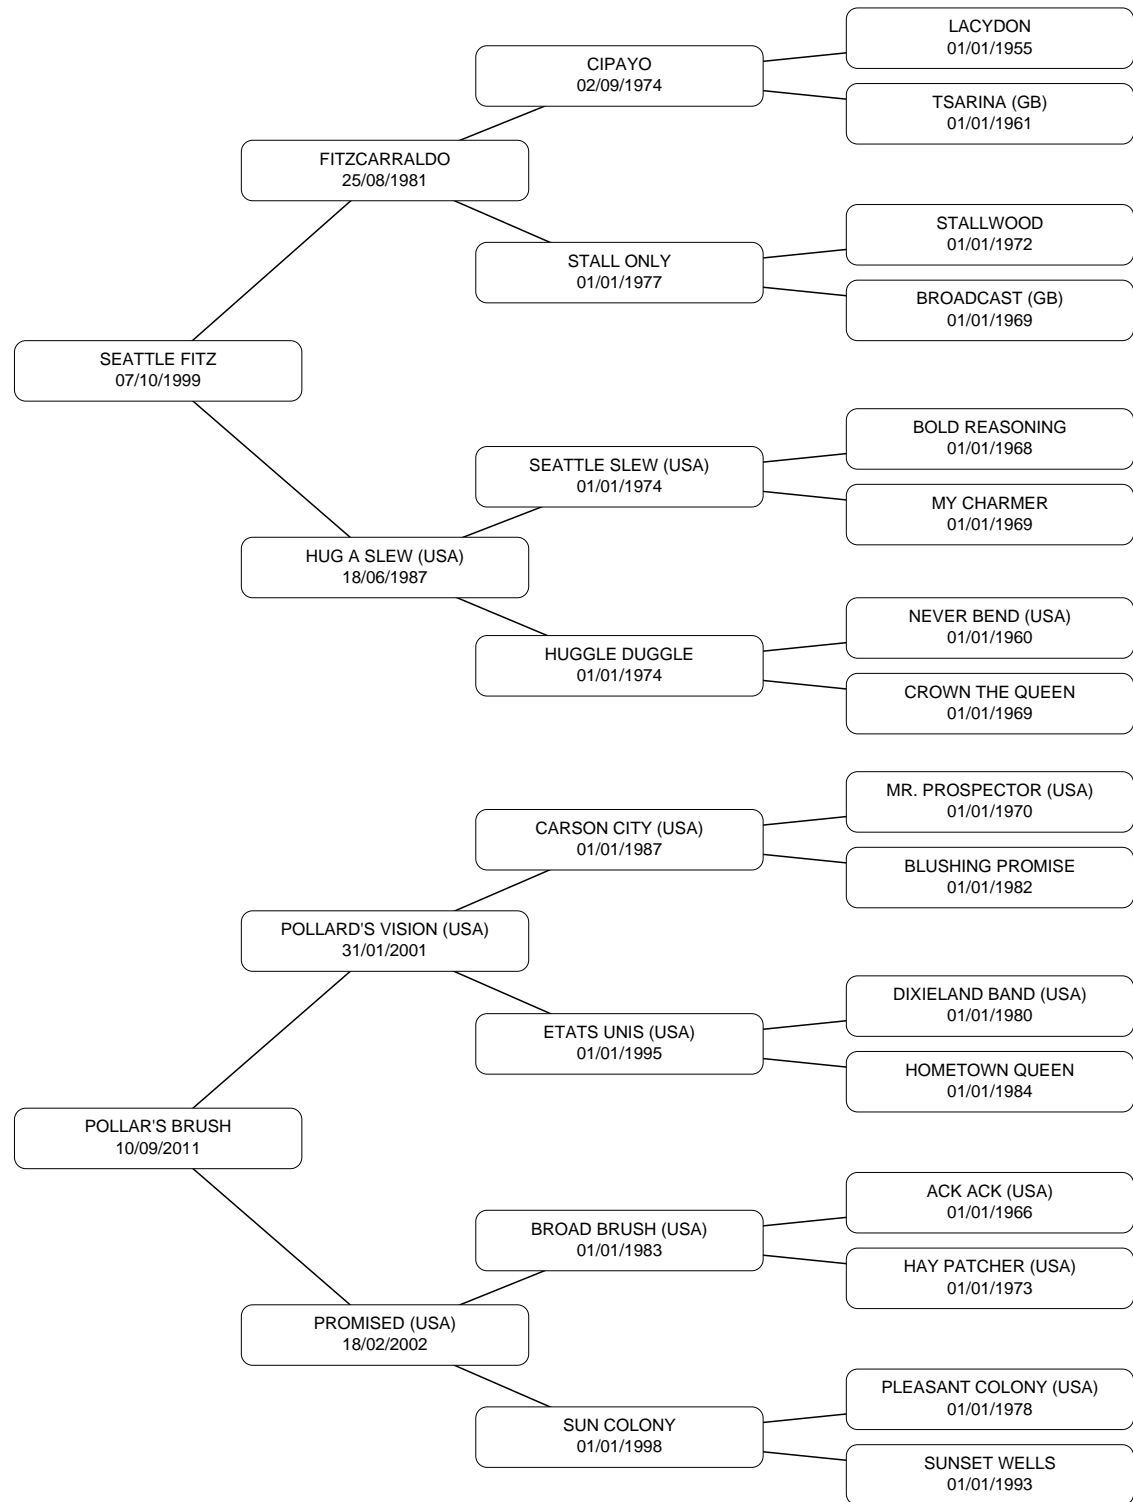 LACYDON
01/01/1955
CIPAYO
02/09/1974
TSARINA (GB)
01/01/1961
FITZCARRALDO
25/08/1981
STALLWOOD
01/01/1972
STALL ONLY
01/01/1977
BROADCAST (GB)
01/01/1969
SEATTLE FITZ
07/10/1999
BOLD REASONING
01/01/1968
SEATTLE SLEW (USA)
01/01/1974
MY CHARMER
01/01/1969
HUG A SLEW (USA)
18/06/1987
NEVER BEND (USA)
01/01/1960
HUGGLE DUGGLE
01/01/1974
CROWN THE QUEEN
01/01/1969
MR. PROSPECTOR (USA)
01/01/1970
CARSON CITY (USA)
01/01/1987
BLUSHING PROMISE
01/01/1982
POLLARD'S VISION (USA)
31/01/2001
DIXIELAND BAND (USA)
01/01/1980
ETATS UNIS (USA)
01/01/1995
HOMETOWN QUEEN
01/01/1984
POLLAR'S BRUSH
10/09/2011
ACK ACK (USA)
01/01/1966
BROAD BRUSH (USA)
01/01/1983
HAY PATCHER (USA)
01/01/1973
PROMISED (USA)
18/02/2002
PLEASANT COLONY (USA)
01/01/1978
SUN COLONY
01/01/1998
SUNSET WELLS
01/01/1993